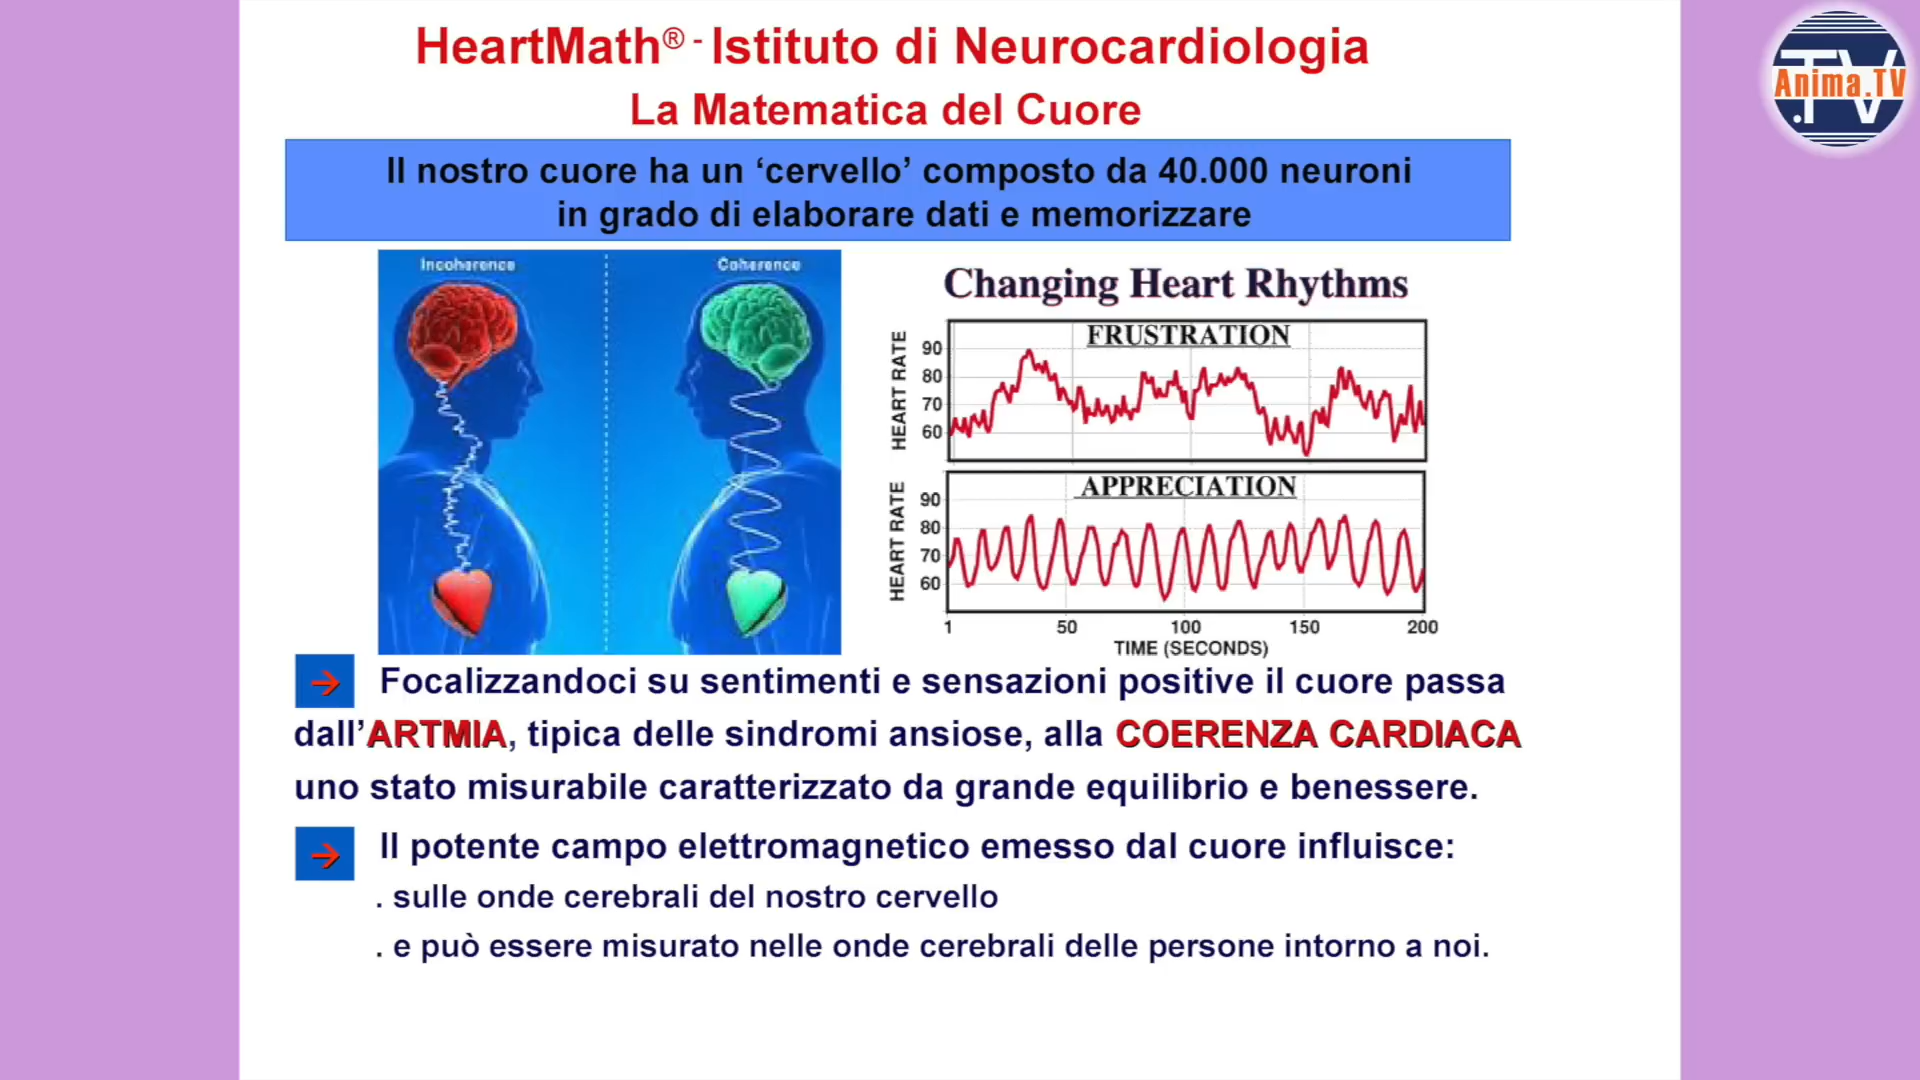 HeartMath® - Istituto di Neurocardiologia
La Matematica del Cuore
Il nostro cuore ha un ‘cervello’ composto da 40.000 neuroni
in grado di elaborare dati e memorizzare
Incoherence
Coherence
Changing Heart Rhythms
FRUSTRATION
HEART RATE
90
80
70
60
APPRECIATION
HEART RATE
90
80
70
60
1 50 100 150 200
TIME (SECONDS)
→ Focalizzandoci su sentimenti e sensazioni positive il cuore passa
dall’ARTMIA, tipica delle sindromi ansiose, alla COERENZA CARDIACA
uno stato misurabile caratterizzato da grande equilibrio e benessere.
→ Il potente campo elettromagnetico emesso dal cuore influisce:
. sulle onde cerebrali del nostro cervello
. e può essere misurato nelle onde cerebrali delle persone intorno a noi.
.TV
Anima.TV